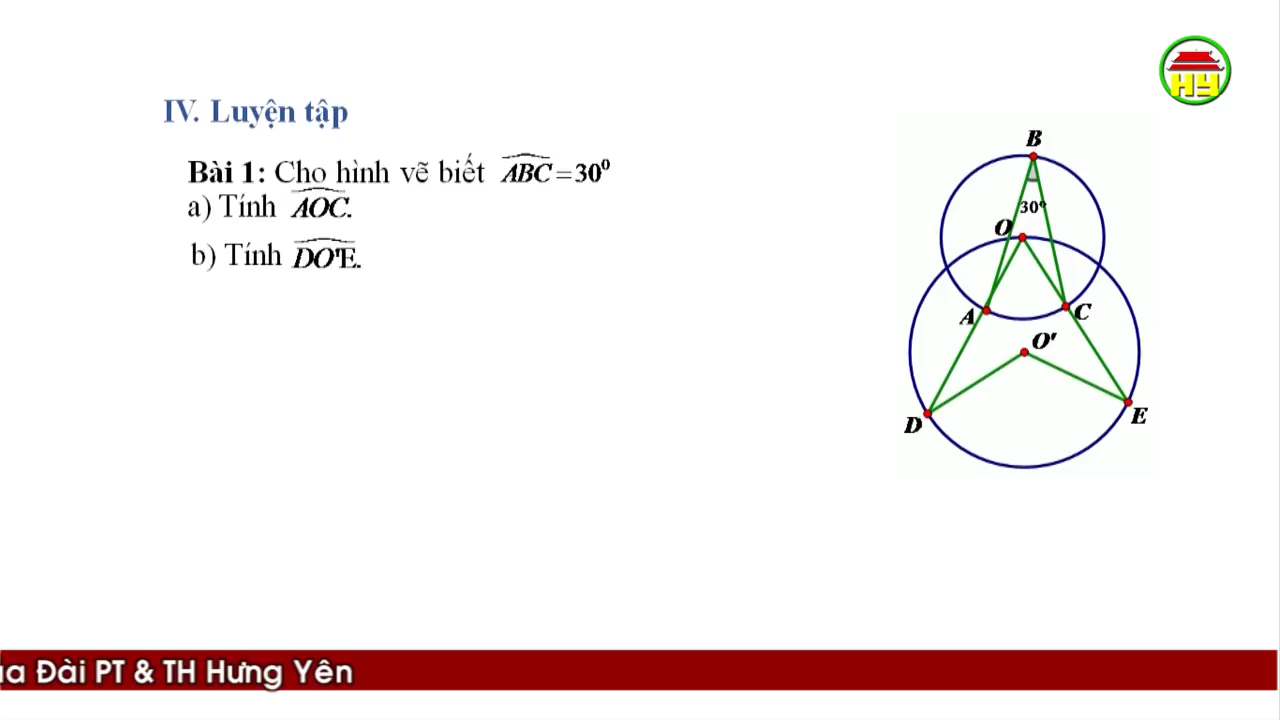 HY
IV. Luyện tập
Bài 1: Cho hình vẽ biết ABC = 30⁰
a) Tính AOC.
b) Tính DO'E.
B
30°
O
A
C
O'
D
E
Đài PT & TH Hưng Yên